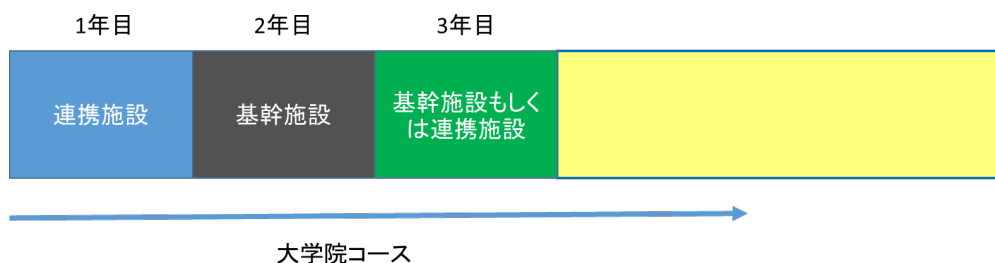 1年目
2年目
3年目
連携施設
基幹施設
基幹施設もしく
は連携施設
大学院コース